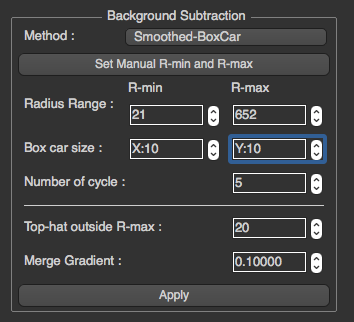 Background Subtraction
Method : Smoothed-BoxCar
Set Manual R-min and R-max
R-min R-max
Radius Range : 21 652
Box car size : X:10 Y:10
Number of cycle : 5
Top-hat outside R-max : 20
Merge Gradient : 0.10000
Apply